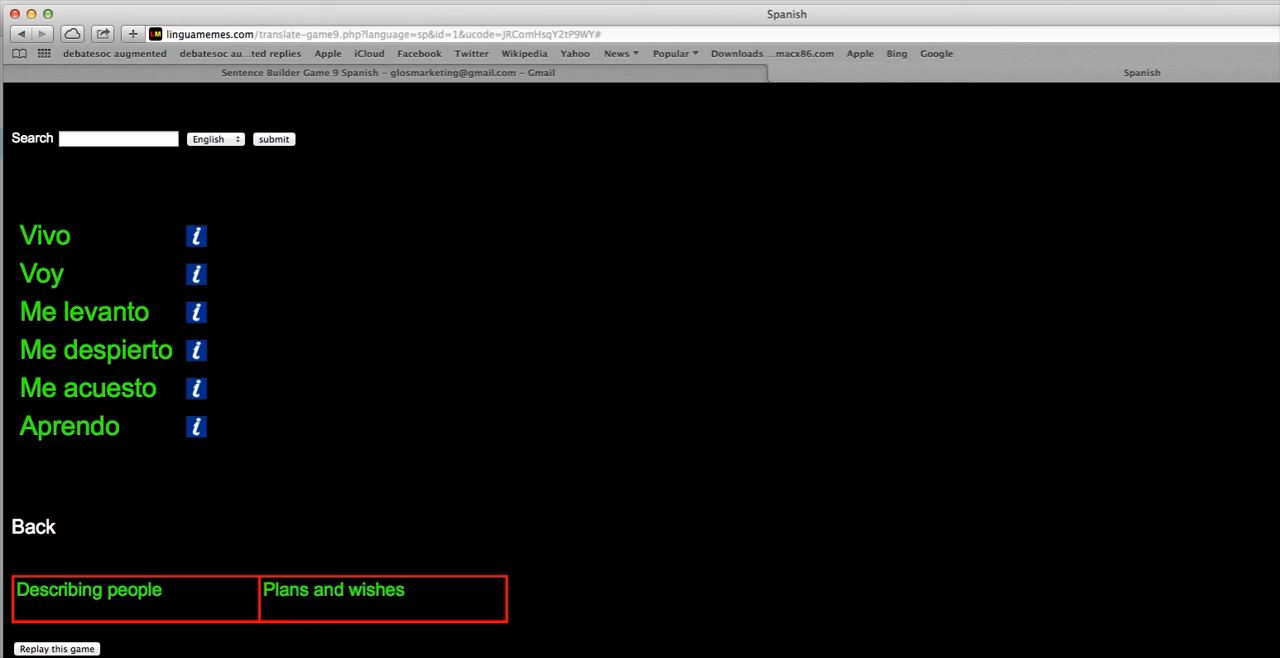 Spanish
linguamemes.com/translate-game9.php?language=sp&id=1&ucode=JRComHsqY2tP9WY#
debatesoc augmented debatesoc au...ted replies Apple iCloud Facebook Twitter Wikipedia Yahoo News Popular Downloads ...macx86.com Apple Bing Google
Sentence Builder Game 9 Spanish – glosmarketing@gmail.com – Gmail Spanish
Search English submit
Vivo i
Voy i
Me levanto i
Me despierto i
Me acuesto i
Aprendo i
Back
Describing people Plans and wishes
Replay this game